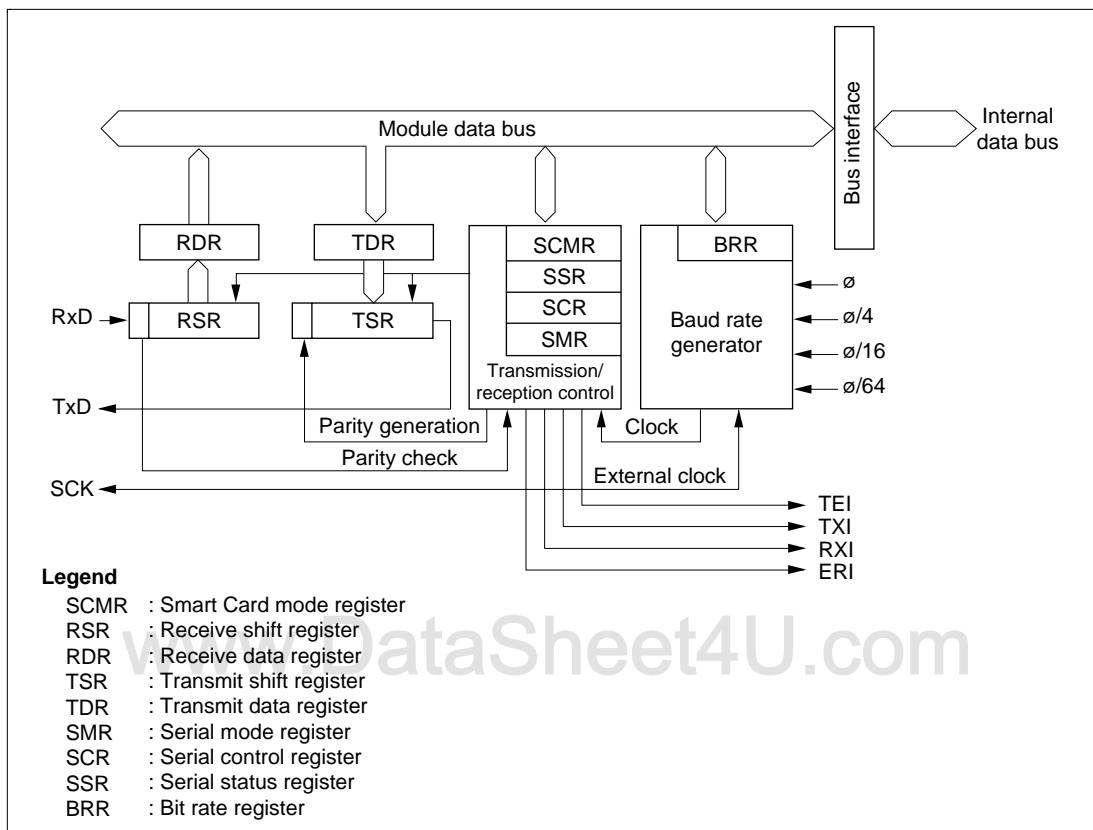 Module data bus
Bus interface
Internal
data bus
RDR
TDR
SCMR
SSR
SCR
SMR
Transmission/
reception control
BRR
Baud rate
generator
ø
ø/4
ø/16
ø/64
RxD
RSR
TSR
TxD
Parity generation
Parity check
Clock
External clock
SCK
TEI
TXI
RXI
ERI
Legend
SCMR : Smart Card mode register
RSR : Receive shift register
RDR : Receive data register
TSR : Transmit shift register
TDR : Transmit data register
SMR : Serial mode register
SCR : Serial control register
SSR : Serial status register
BRR : Bit rate register
www.DataSheet4U.com